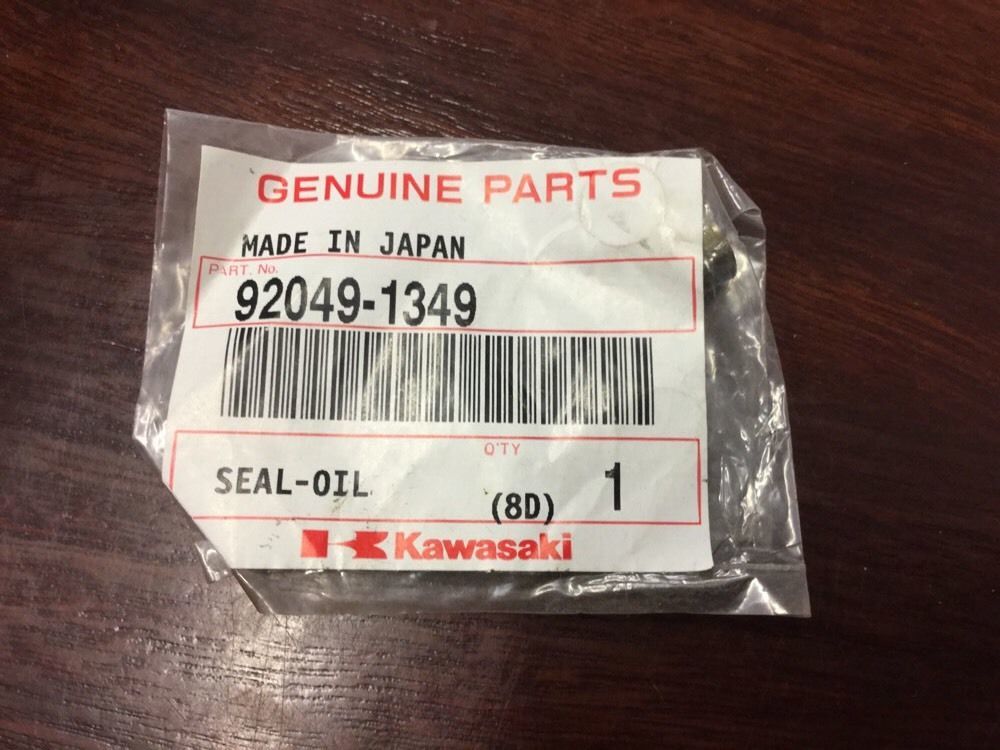 GENUINE PARTS
MADE IN JAPAN
PART. No.
92049-1349
Q'TY
SEAL-OIL (8D) 1
Kawasaki